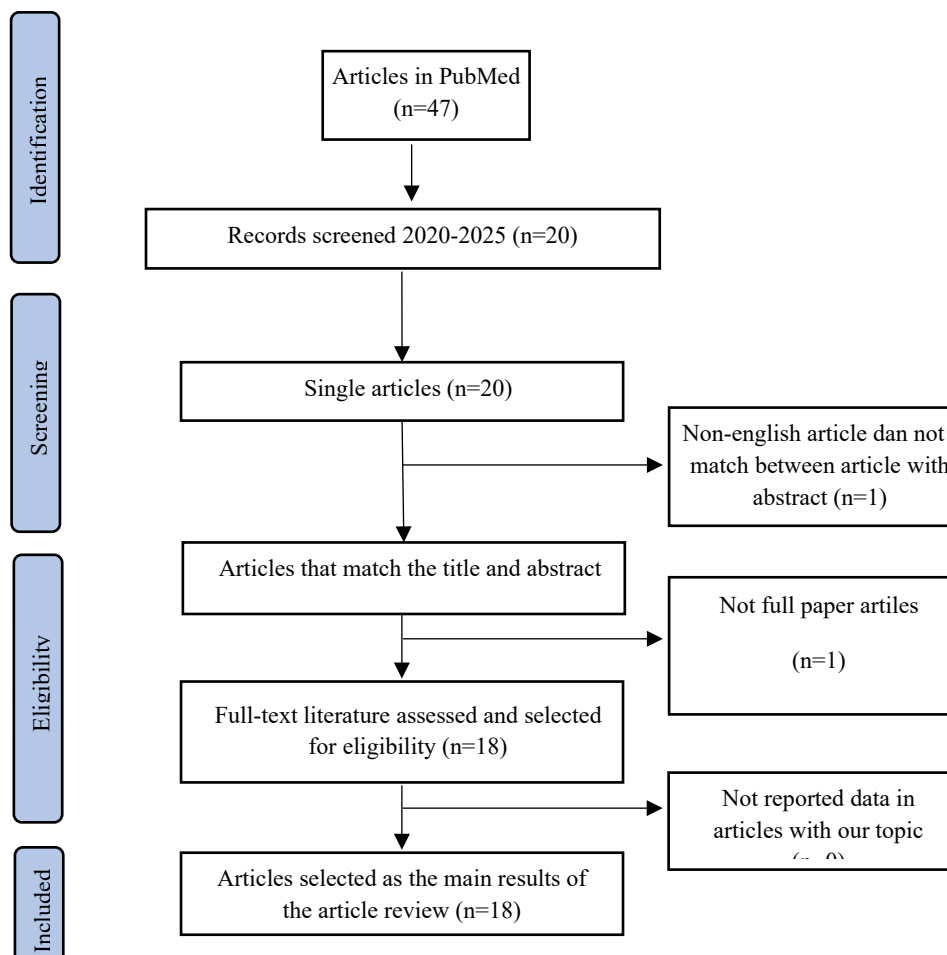 Identification
Articles in PubMed
(n=47)
Records screened 2020-2025 (n=20)
Screening
Single articles (n=20)
Non-english article dan not
match between article with
abstract (n=1)
Eligibility
Articles that match the title and abstract
Not full paper artiles
(n=1)
Full-text literature assessed and selected
for eligibility (n=18)
Not reported data in
articles with our topic
(n=0)
Included
Articles selected as the main results of
the article review (n=18)